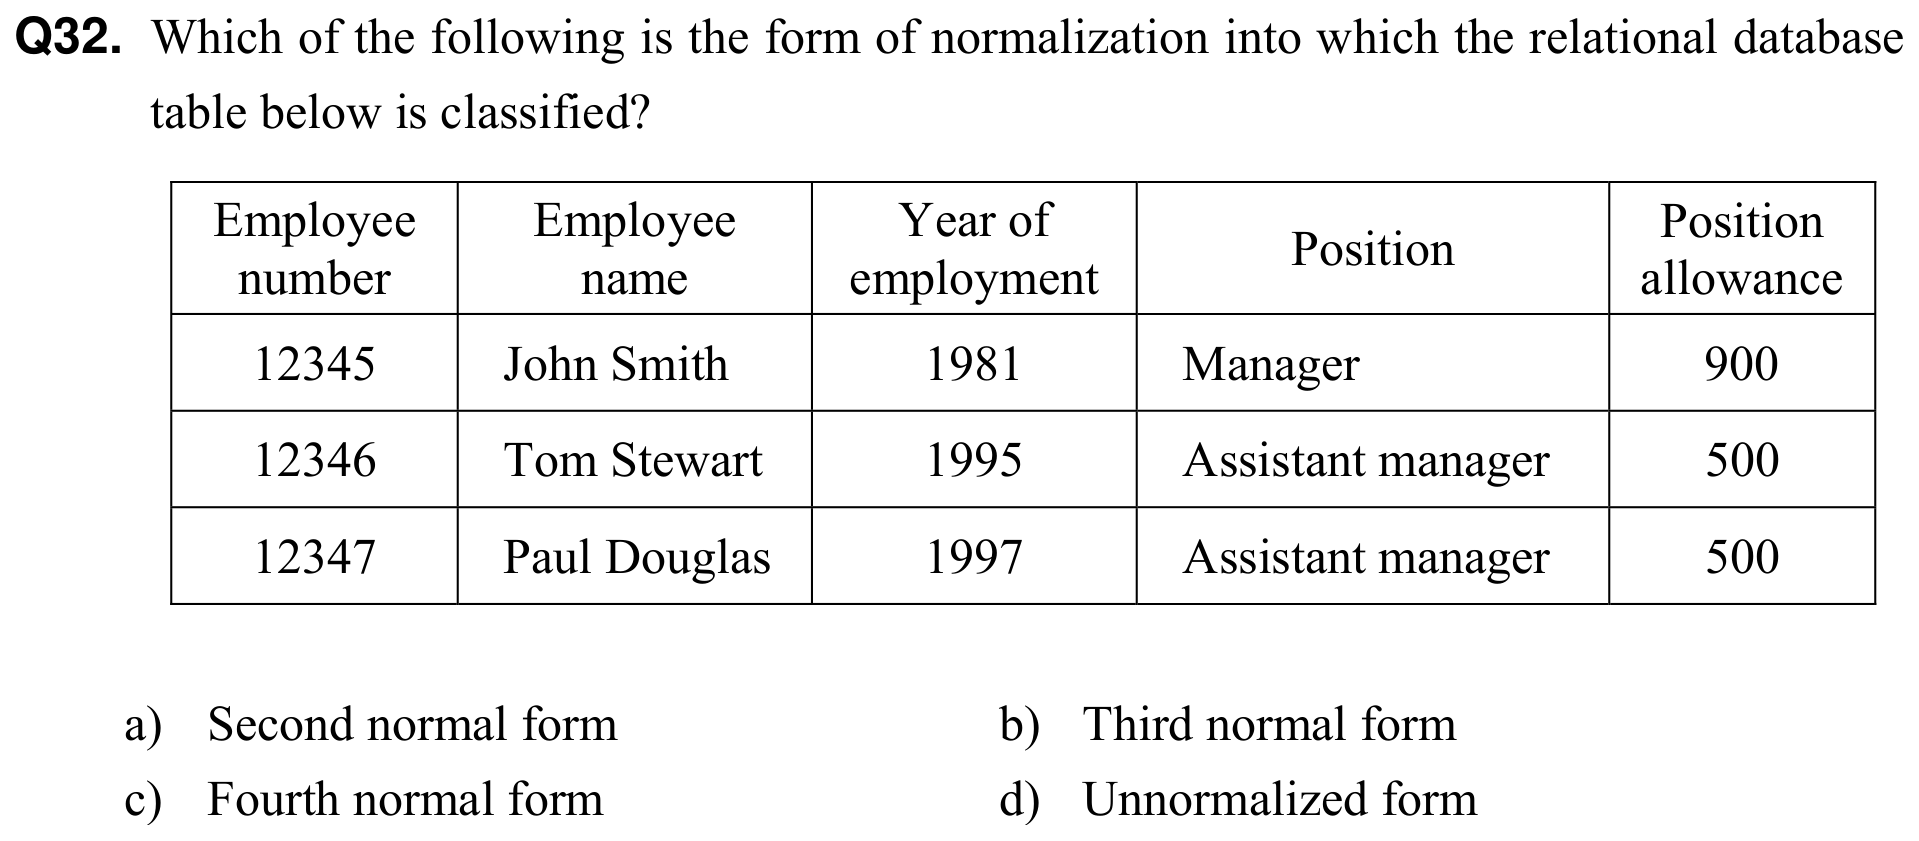 Q32. Which of the following is the form of normalization into which the relational database
table below is classified?
Employee number Employee name Year of employment Position Position allowance
12345 John Smith 1981 Manager 900
12346 Tom Stewart 1995 Assistant manager 500
12347 Paul Douglas 1997 Assistant manager 500
a) Second normal form b) Third normal form
c) Fourth normal form d) Unnormalized form